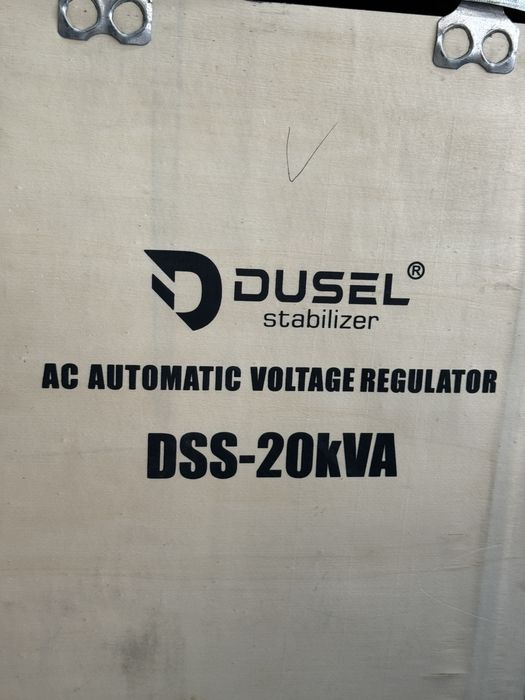 DUSEL®
stabilizer
AC AUTOMATIC VOLTAGE REGULATOR
DSS-20kVA